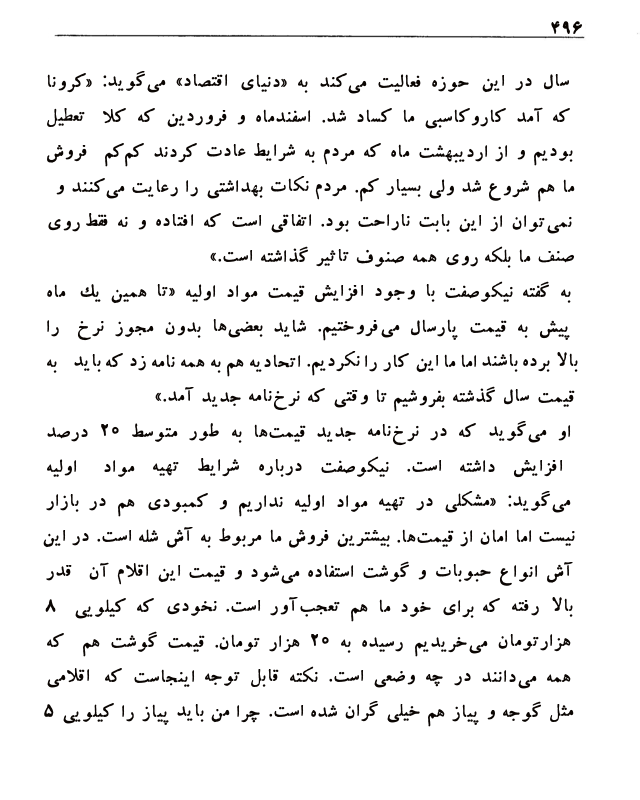 ۴۹۶
سال در این حوزه فعالیت می‌کند به «دنیای اقتصاد» می‌گوید: «کرونا
که آمد کاروکاسبی ما کساد شد. اسفندماه و فروردین که کلا تعطیل
بودیم و از اردیبهشت ماه که مردم به شرایط عادت کردند کم‌کم فروش
ما هم شروع شد ولی بسیار کم. مردم نکات بهداشتی را رعایت می‌کنند و
نمی‌توان از این بابت ناراحت بود. اتفاقی است که افتاده و نه فقط روی
صنف ما بلکه روی همه صنوف تاثیر گذاشته است.»
به گفته نیکوصفت با وجود افزایش قیمت مواد اولیه «تا همین یك ماه
پیش به قیمت پارسال می‌فروختیم. شاید بعضی‌ها بدون مجوز نرخ را
بالا برده باشند اما ما این کار را نکردیم. اتحادیه هم به همه نامه زد که باید به
قیمت سال گذشته بفروشیم تا وقتی که نرخ‌نامه جدید آمد.»
او می‌گوید که در نرخ‌نامه جدید قیمت‌ها به طور متوسط ۲۰ درصد
افزایش داشته است. نیکوصفت درباره شرایط تهیه مواد اولیه
می‌گوید: «مشکلی در تهیه مواد اولیه نداریم و کمبودی هم در بازار
نیست اما امان از قیمت‌ها. بیشترین فروش ما مربوط به آش شله است. در این
آش انواع حبوبات و گوشت استفاده می‌شود و قیمت این اقلام آن قدر
بالا رفته که برای خود ما هم تعجب‌آور است. نخودی که کیلویی ۸
هزارتومان می‌خریدیم رسیده به ۲۰ هزار تومان. قیمت گوشت هم که
همه می‌دانند در چه وضعی است. نکته قابل توجه اینجاست که اقلامی
مثل گوجه و پیاز هم خیلی گران شده است. چرا من باید پیاز را کیلویی ۵